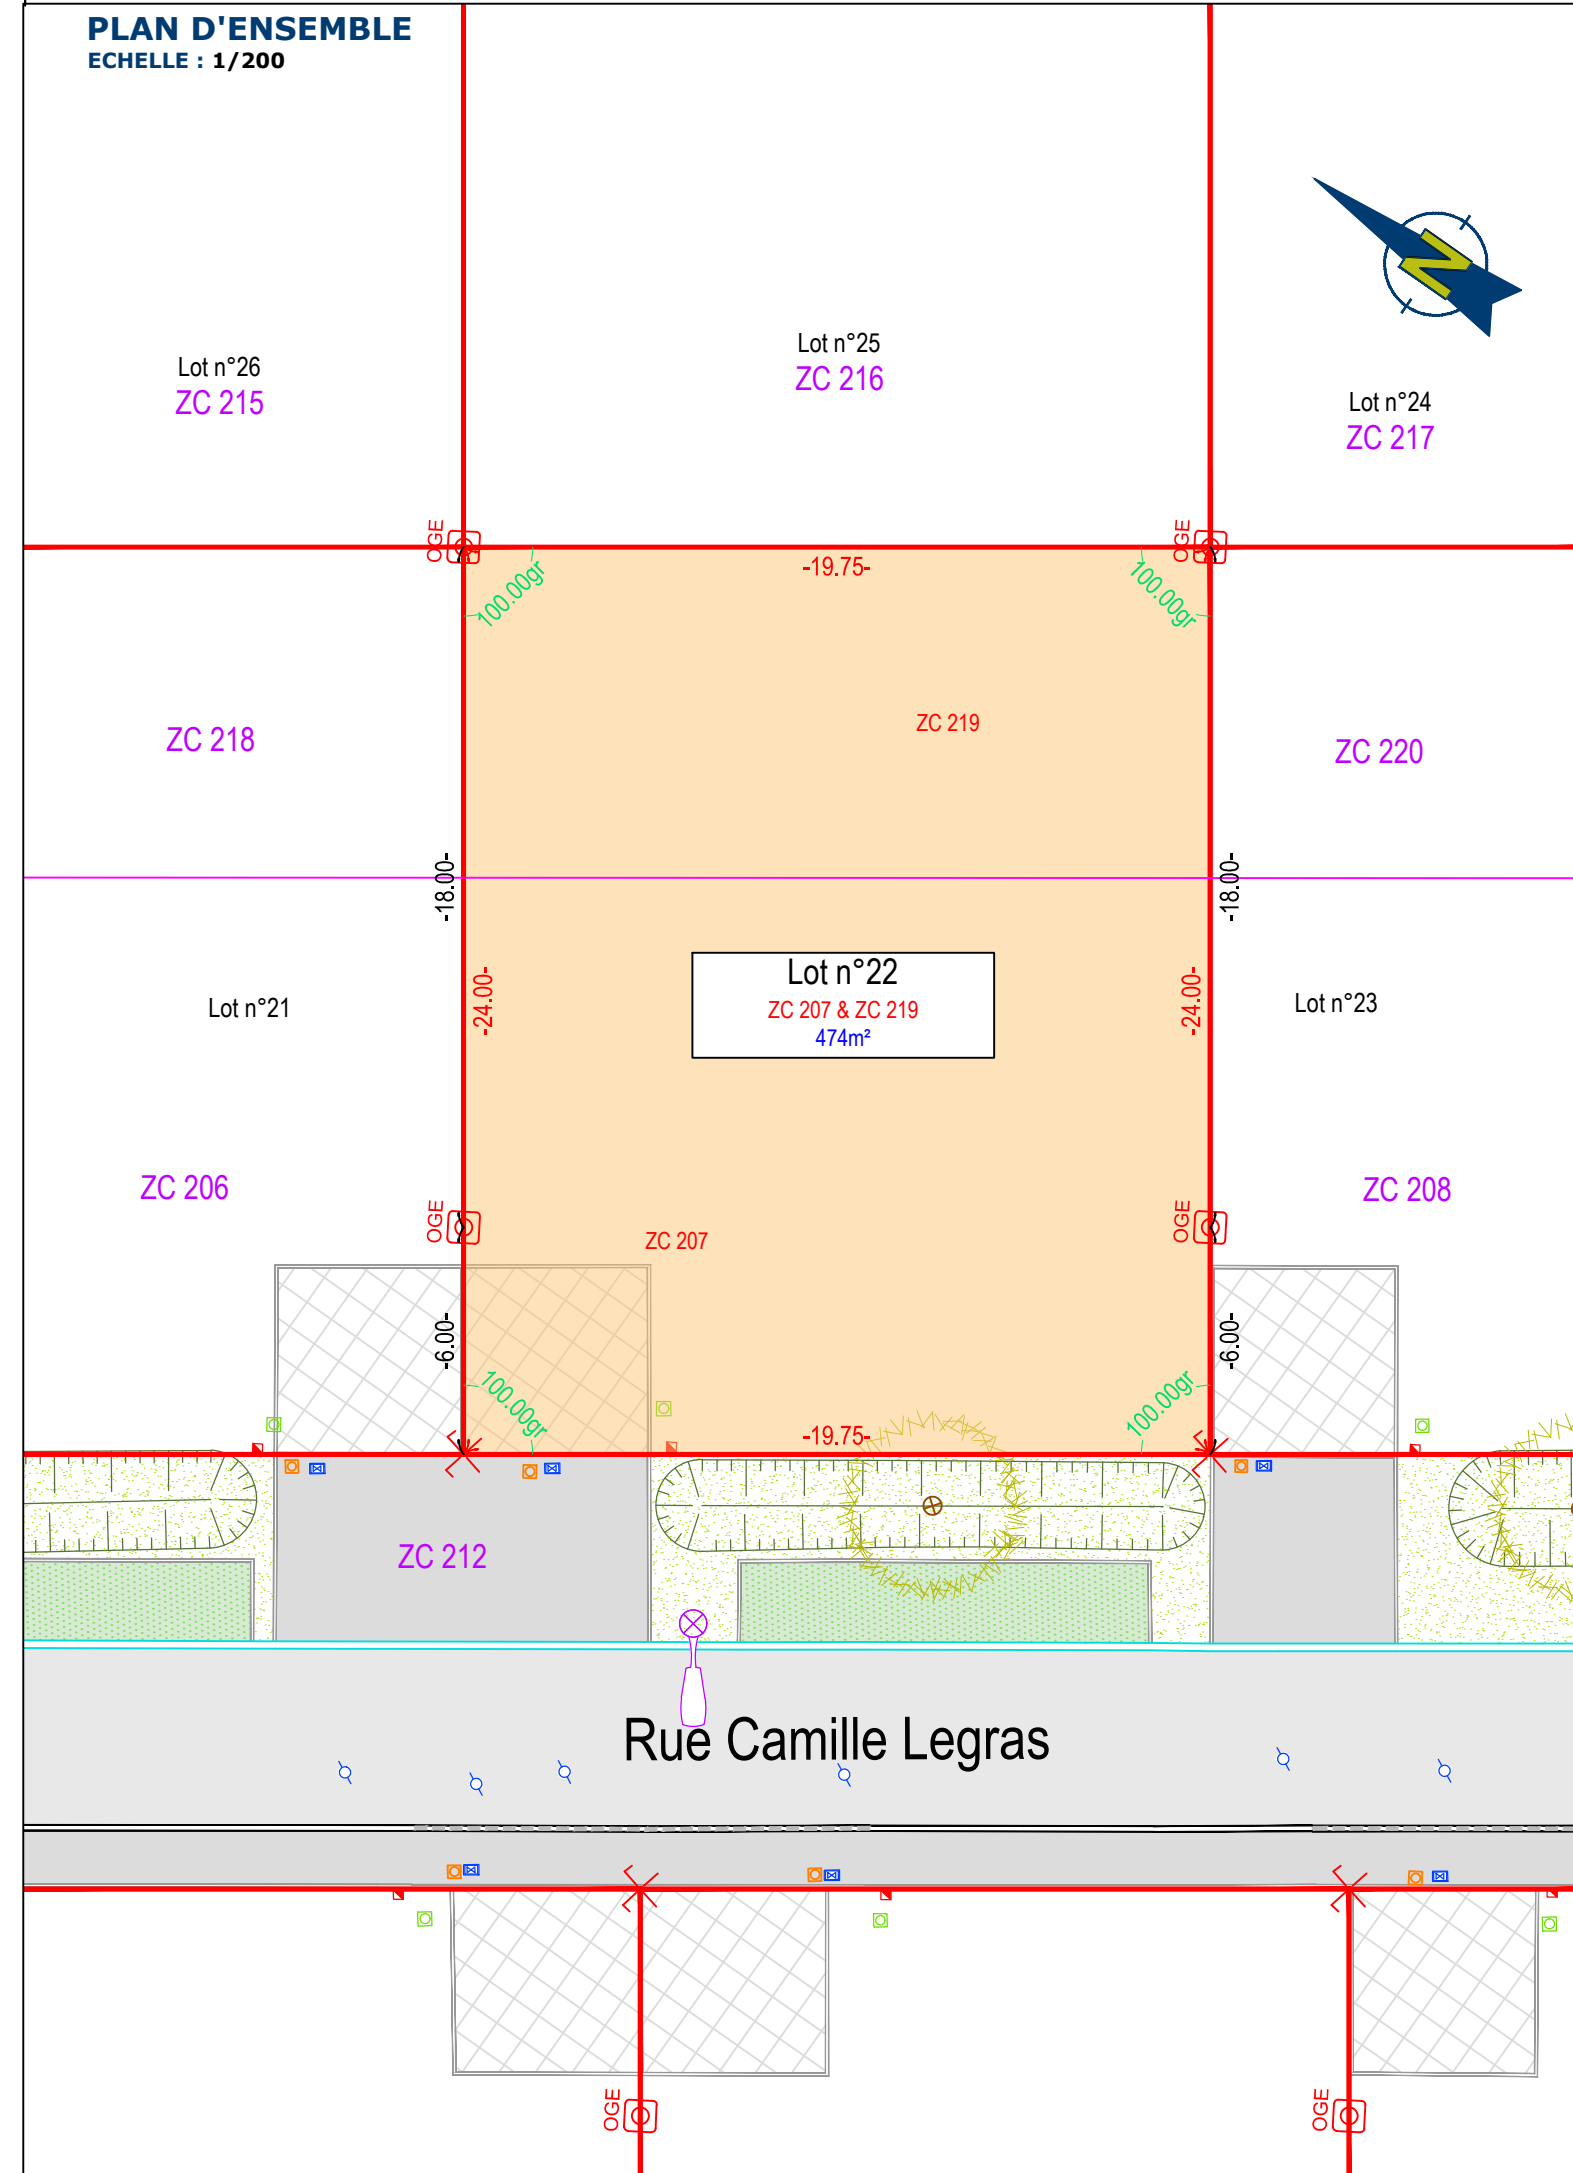 PLAN D'ENSEMBLE
ECHELLE : 1/200
N
Lot n°26
ZC 215
Lot n°25
ZC 216
Lot n°24
ZC 217
OGE
OGE
-19.75-
100.00gr
100.00gr
ZC 218
ZC 219
ZC 220
-18.00-
-18.00-
Lot n°21
-24.00-
Lot n°22
ZC 207 & ZC 219
474m²
-24.00-
Lot n°23
ZC 206
ZC 208
OGE
OGE
ZC 207
-6.00-
-6.00-
100.00gr
100.00gr
-19.75-
ZC 212
Rue Camille Legras
OGE
OGE